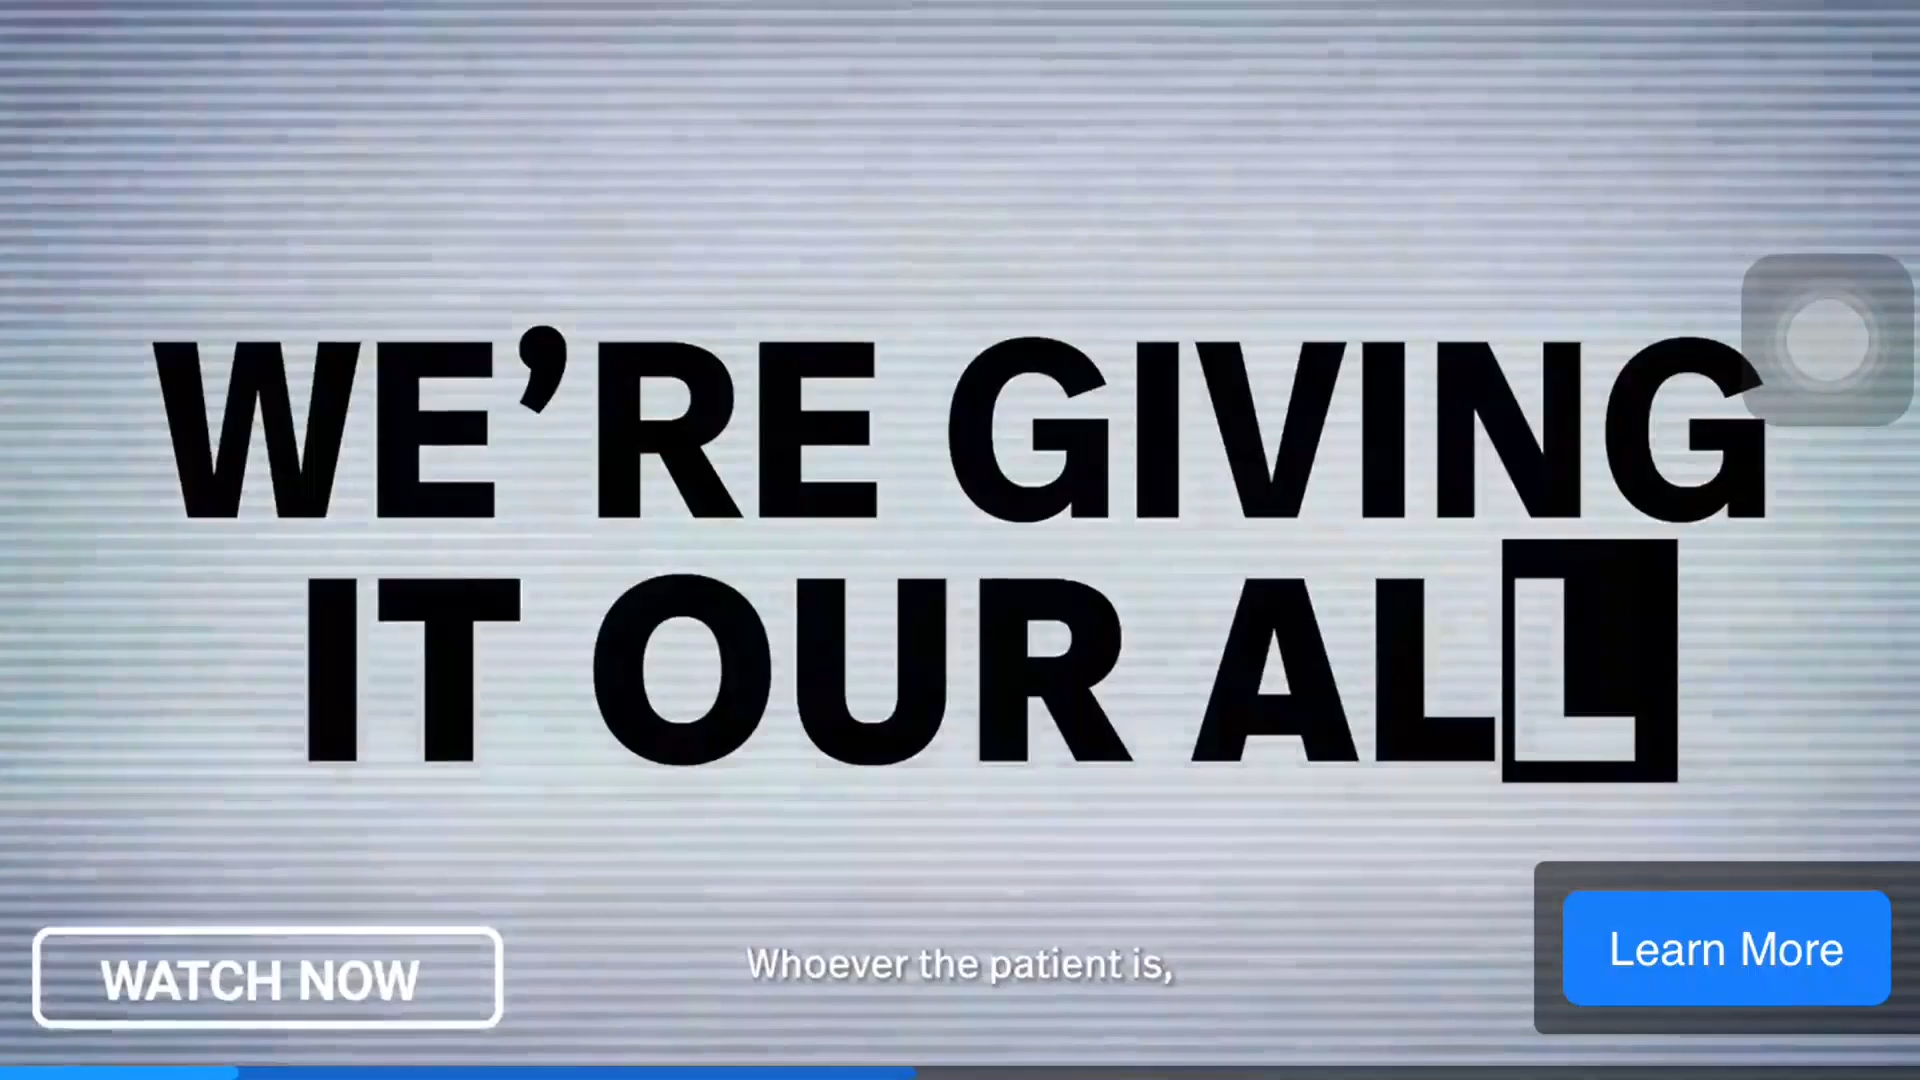 WE’RE GIVING
IT OUR ALL
WATCH NOW
Whoever the patient is,
Learn More